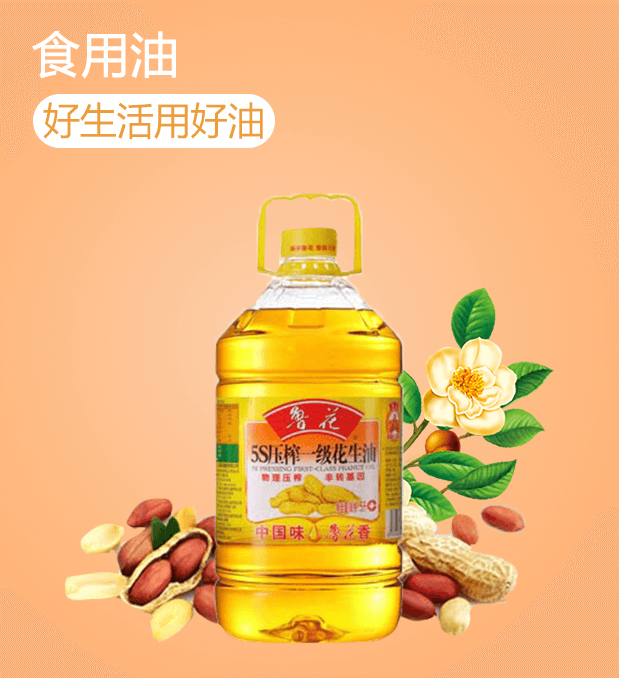 食用油
好生活用好油
鲁花
5S压榨一级花生油
5S PRESSING FIRST-CLASS PEANUT OIL
物理压榨 非转基因
中国味 鲁花香